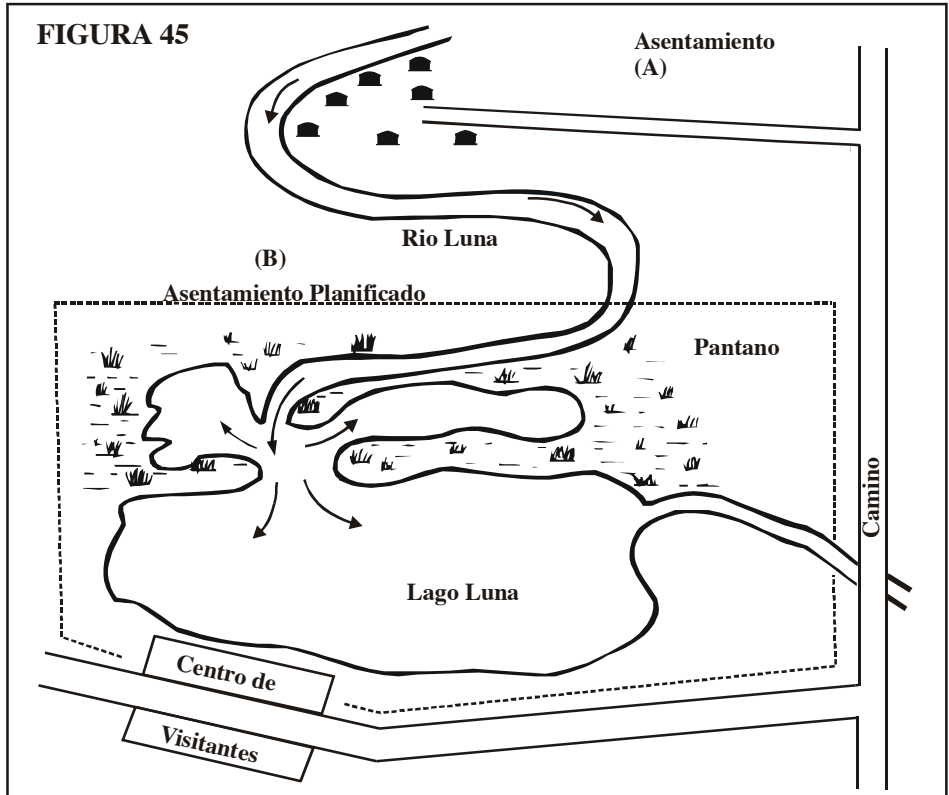 FIGURA 45
Asentamiento
(A)
Rio Luna
(B)
Asentamiento Planificado
Pantano
Camino
Lago Luna
Centro de
Visitantes